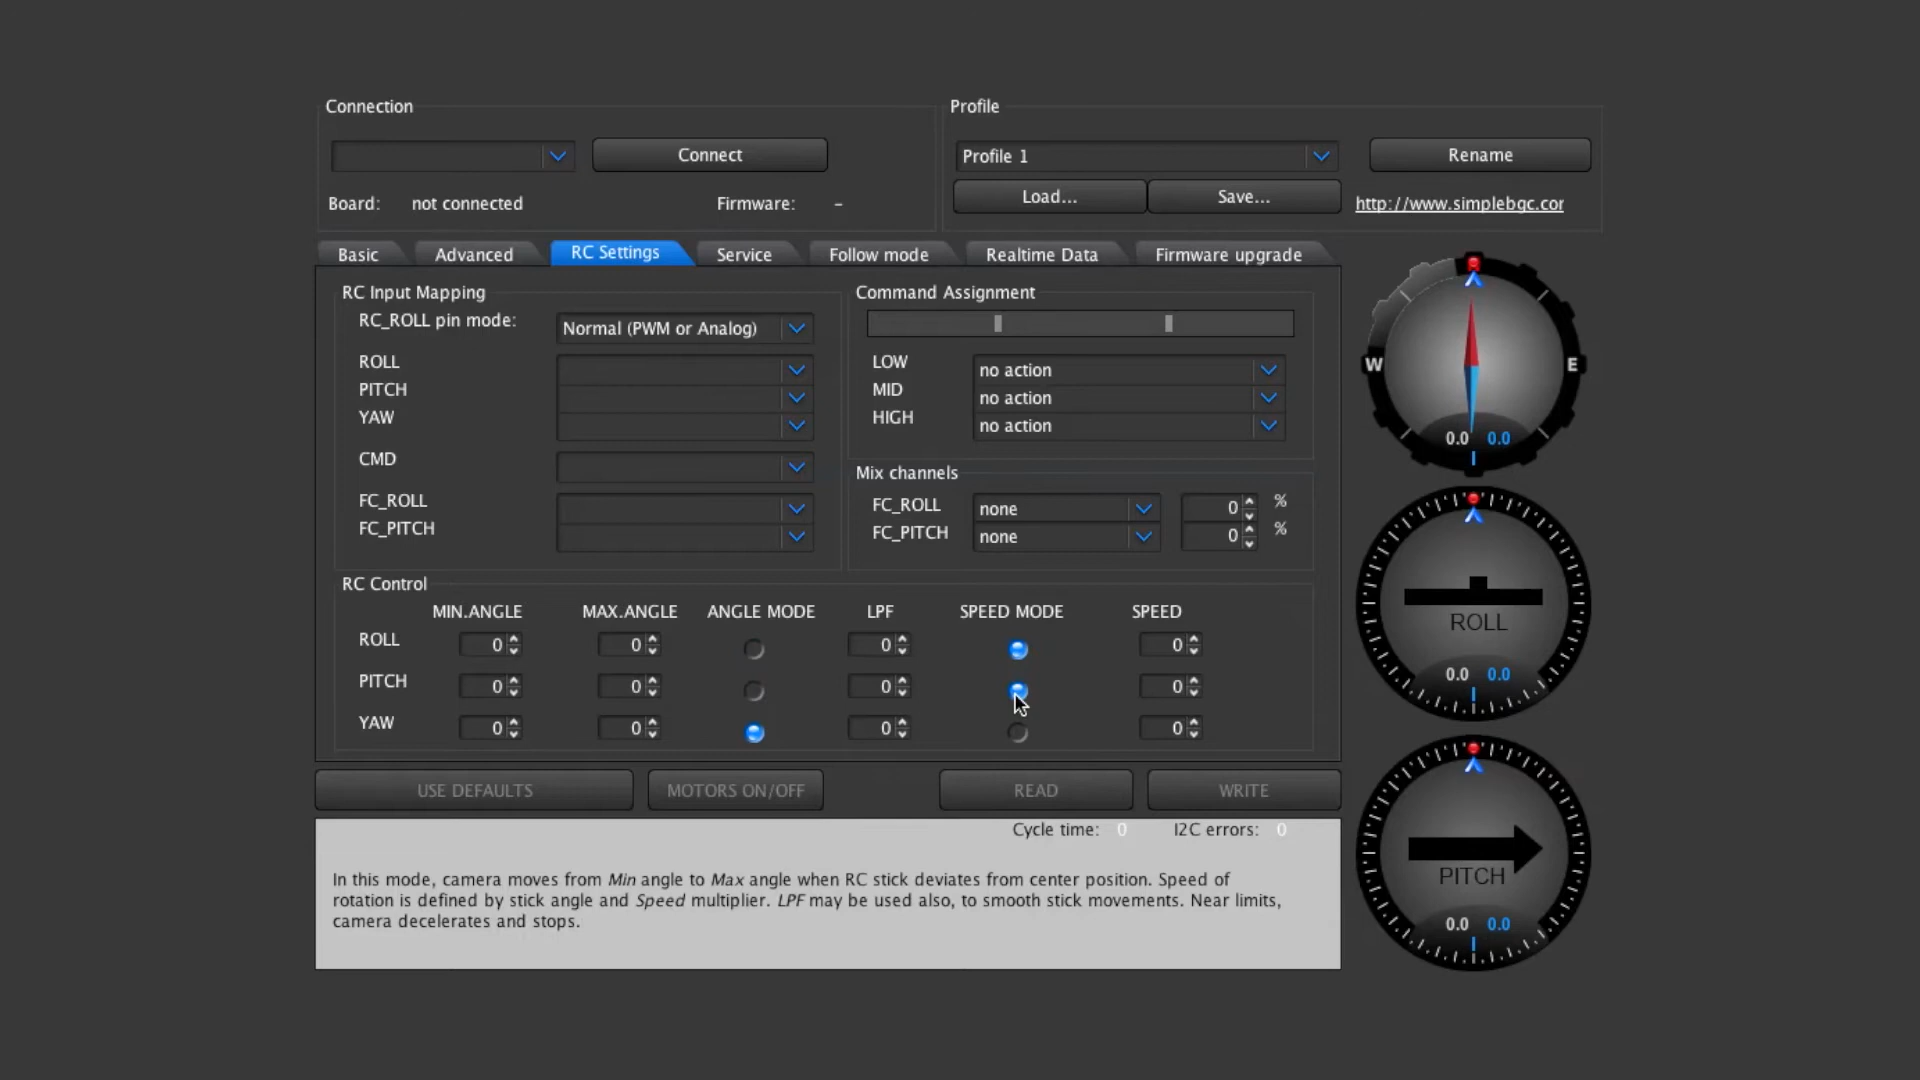 Connection
Profile
Connect
Profile 1
Rename
Board: not connected
Firmware: -
Load...
Save...
http://www.simplebgc.cor
Basic
Advanced
RC Settings
Service
Follow mode
Realtime Data
Firmware upgrade
RC Input Mapping
RC_ROLL pin mode:
Normal (PWM or Analog)
ROLL
PITCH
YAW
CMD
FC_ROLL
FC_PITCH
Command Assignment
LOW no action
MID no action
HIGH no action
Mix channels
FC_ROLL none 0 %
FC_PITCH none 0 %
RC Control
MIN.ANGLE MAX.ANGLE ANGLE MODE LPF SPEED MODE SPEED
ROLL 0 0 0 0
PITCH 0 0 0 0
YAW 0 0 0 0
USE DEFAULTS
MOTORS ON/OFF
READ
WRITE
Cycle time: 0 I2C errors: 0
In this mode, camera moves from Min angle to Max angle when RC stick deviates from center position. Speed of
rotation is defined by stick angle and Speed multiplier. LPF may be used also, to smooth stick movements. Near limits,
camera decelerates and stops.
W E
0.0 0.0
ROLL
0.0 0.0
PITCH
0.0 0.0